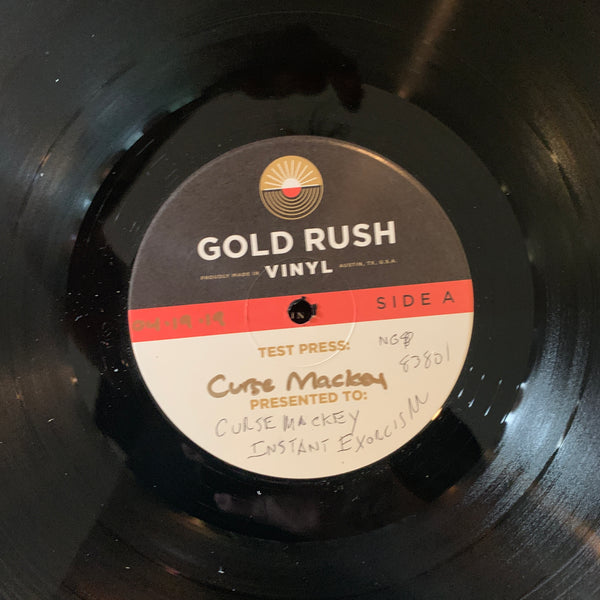 GOLD RUSH
PROUDLY MADE IN VINYL AUSTIN, TX, U.S.A.
SIDE A
TEST PRESS:
Curse Mackey
83801
PRESENTED TO:
CURSE MACKEY
INSTANT EXORCISM